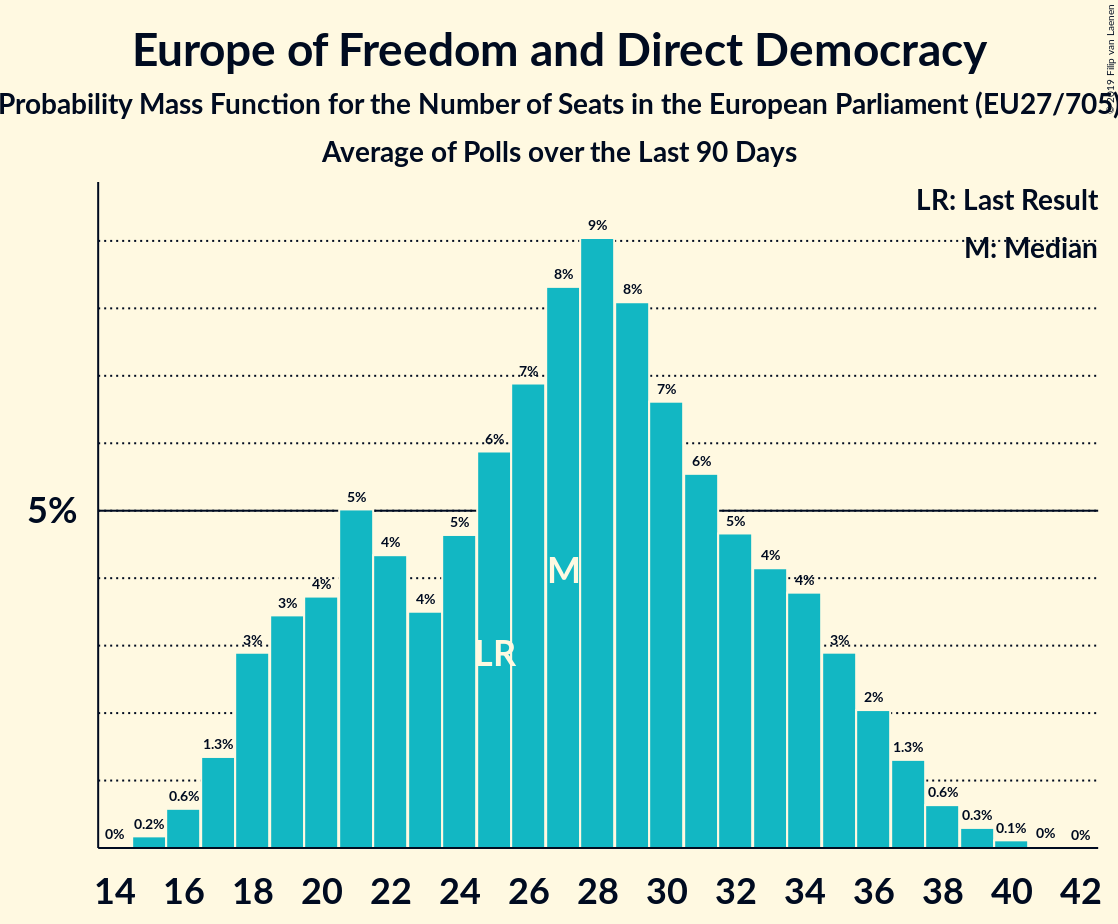 Europe of Freedom and Direct Democracy
Probability Mass Function for the Number of Seats in the European Parliament (EU27/705)
Average of Polls over the Last 90 Days
© 2019 Filip van Laenen
LR: Last Result
M: Median
5%
0% 0.2% 0.6% 1.3% 3% 3% 4% 5% 4% 4% 5% 6% 7% 8% 9% 8% 7% 6% 5% 4% 4% 3% 2% 1.3% 0.6% 0.3% 0.1% 0% 0%
M
LR
14 16 18 20 22 24 26 28 30 32 34 36 38 40 42